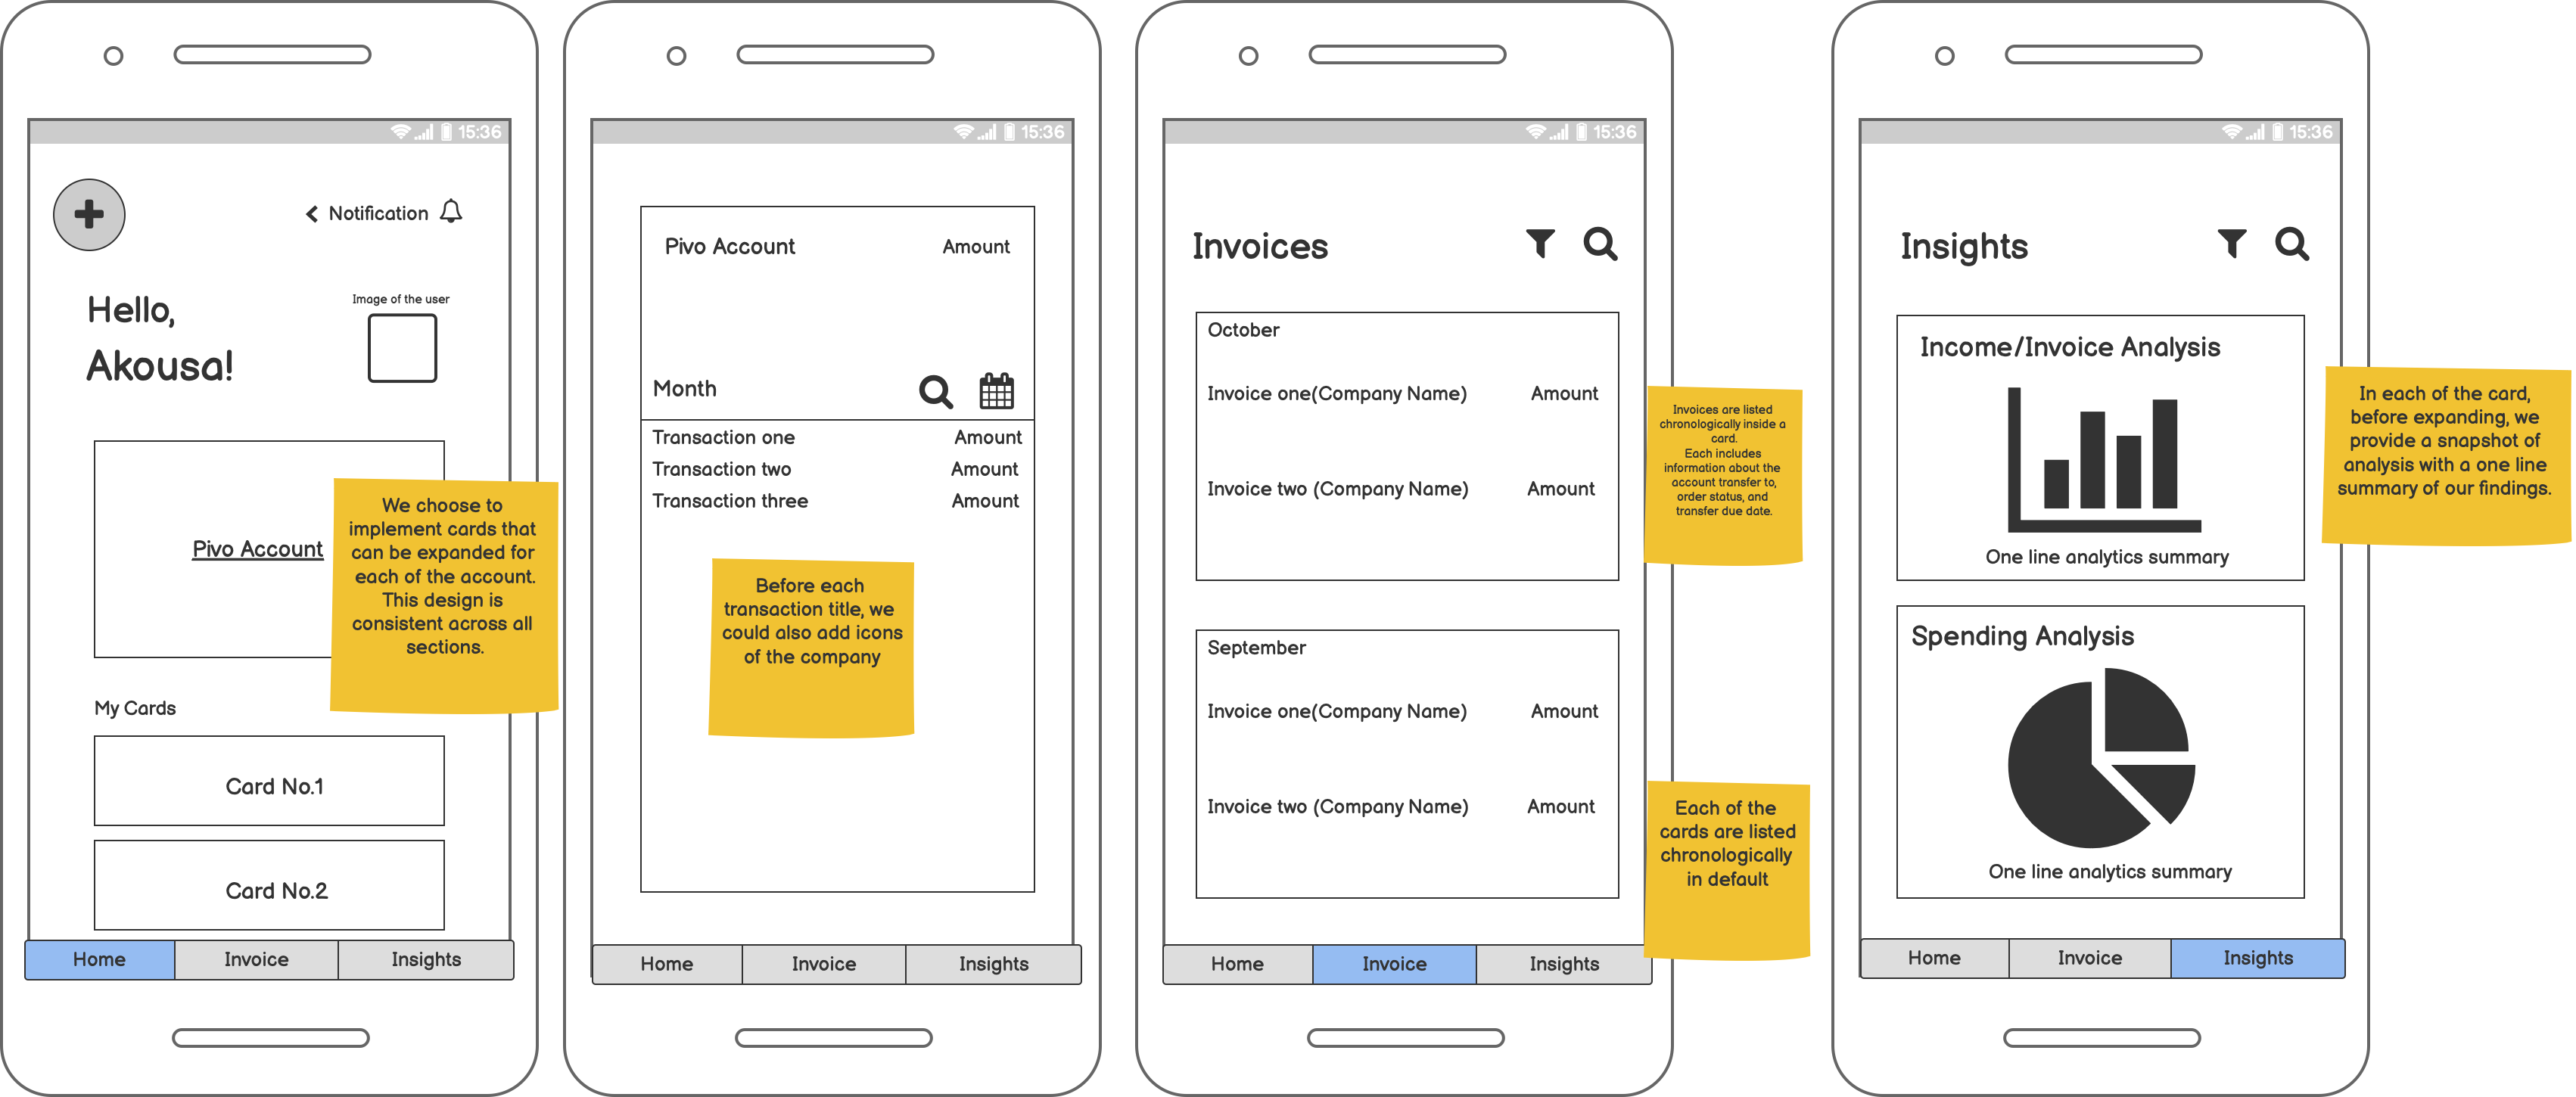 15:36
Notification
Hello,
Akousa!
Image of the user
Pivo Account
We choose to
implement cards that
can be expanded for
each of the account.
This design is
consistent across all
sections.
My Cards
Card No.1
Card No.2
Home Invoice Insights
15:36
Pivo Account Amount
Month
Transaction one Amount
Transaction two Amount
Transaction three Amount
Before each
transaction title, we
could also add icons
of the company
Home Invoice Insights
15:36
Invoices
October
Invoice one(Company Name) Amount
Invoice two (Company Name) Amount
Invoices are listed
chronologically inside a
card.
Each includes
information about the
account transfer to,
order status, and
transfer due date.
September
Invoice one(Company Name) Amount
Invoice two (Company Name) Amount
Each of the
cards are listed
chronologically
in default
Home Invoice Insights
15:36
Insights
Income/Invoice Analysis
One line analytics summary
In each of the card,
before expanding, we
provide a snapshot of
analysis with a one line
summary of our findings.
Spending Analysis
One line analytics summary
Home Invoice Insights